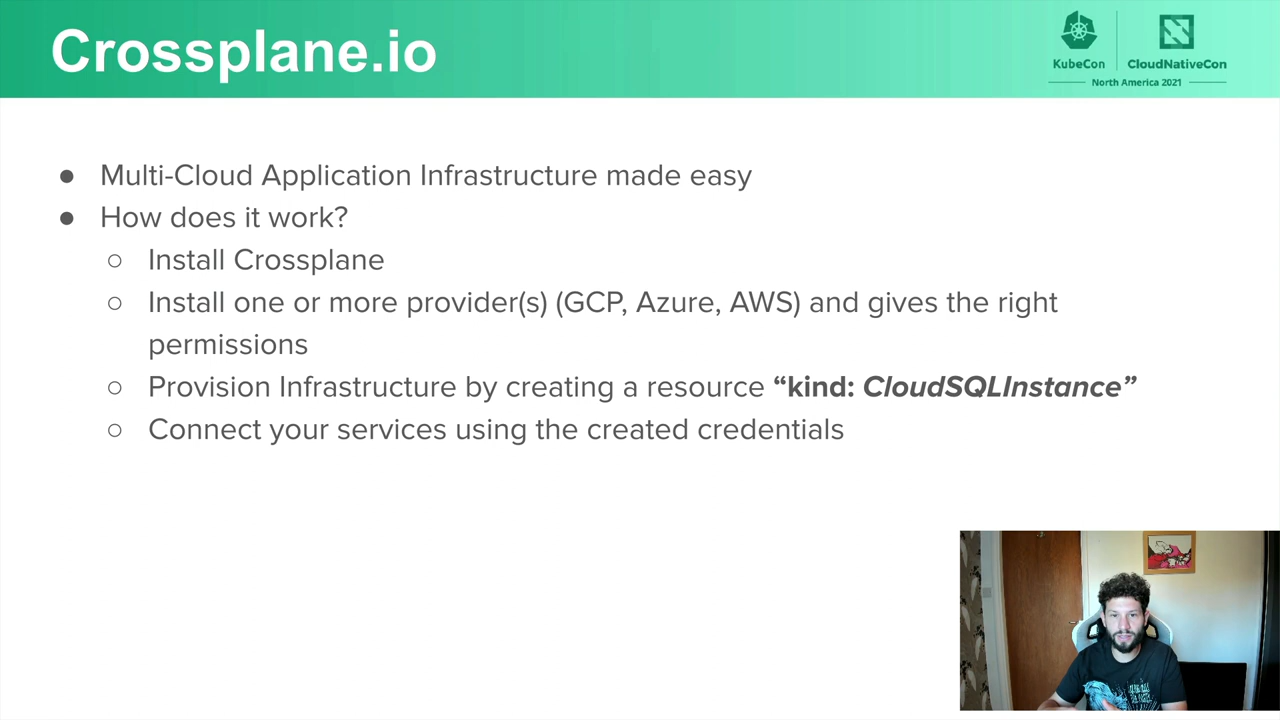 Crossplane.io
KubeCon
CloudNativeCon
North America 2021
● Multi-Cloud Application Infrastructure made easy
● How does it work?
○ Install Crossplane
○ Install one or more provider(s) (GCP, Azure, AWS) and gives the right
permissions
○ Provision Infrastructure by creating a resource “kind: CloudSQLInstance”
○ Connect your services using the created credentials